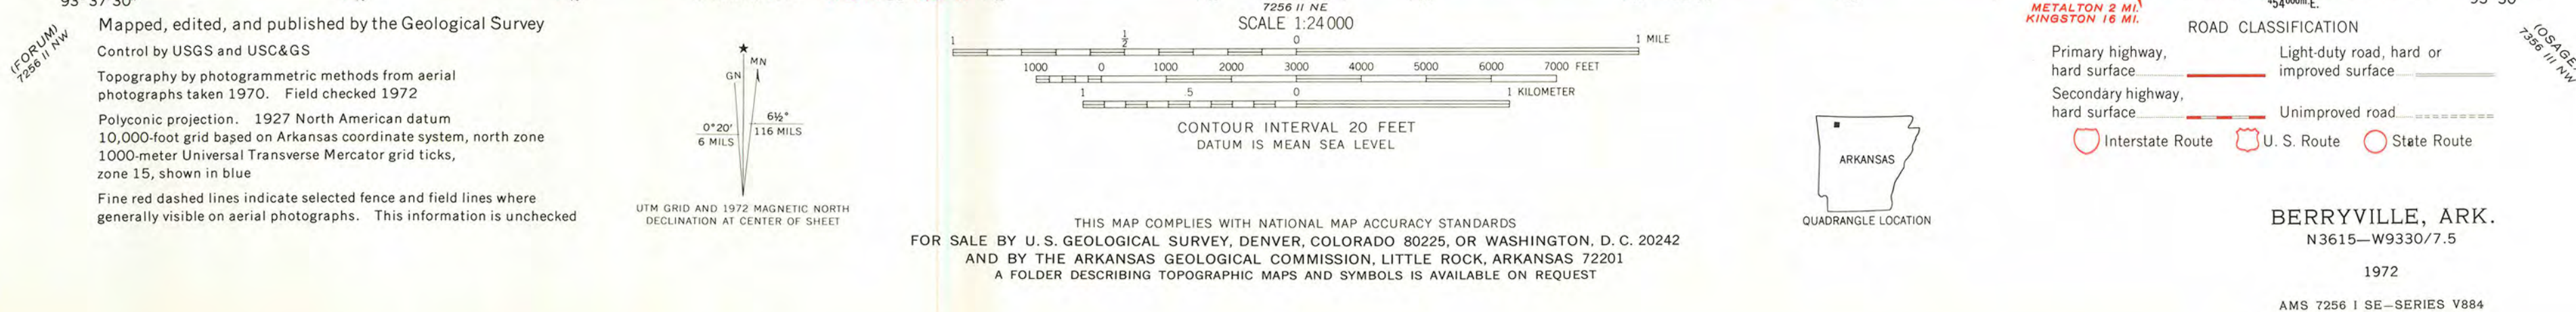 93° 37' 30"
(FORUM)
7256 II NW
Mapped, edited, and published by the Geological Survey
Control by USGS and USC&GS
Topography by photogrammetric methods from aerial
photographs taken 1970. Field checked 1972
Polyconic projection. 1927 North American datum
10,000-foot grid based on Arkansas coordinate system, north zone
1000-meter Universal Transverse Mercator grid ticks,
zone 15, shown in blue
Fine red dashed lines indicate selected fence and field lines where
generally visible on aerial photographs. This information is unchecked
★
MN
GN
0°20'
6 MILS
6½°
116 MILS
UTM GRID AND 1972 MAGNETIC NORTH
DECLINATION AT CENTER OF SHEET
7256 II NE
SCALE 1:24 000
1 ½ 0 1 MILE
1000 0 1000 2000 3000 4000 5000 6000 7000 FEET
1 .5 0 1 KILOMETER
CONTOUR INTERVAL 20 FEET
DATUM IS MEAN SEA LEVEL
THIS MAP COMPLIES WITH NATIONAL MAP ACCURACY STANDARDS
FOR SALE BY U. S. GEOLOGICAL SURVEY, DENVER, COLORADO 80225, OR WASHINGTON, D. C. 20242
AND BY THE ARKANSAS GEOLOGICAL COMMISSION, LITTLE ROCK, ARKANSAS 72201
A FOLDER DESCRIBING TOPOGRAPHIC MAPS AND SYMBOLS IS AVAILABLE ON REQUEST
ARKANSAS
QUADRANGLE LOCATION
METALTON 2 MI.
KINGSTON 16 MI.
454000m.E.
ROAD CLASSIFICATION
Primary highway,
hard surface
Light-duty road, hard or
improved surface
Secondary highway,
hard surface
Unimproved road
Interstate Route
U. S. Route
State Route
(OSAGE
7356 III NW
BERRYVILLE, ARK.
N3615—W9330/7.5
1972
AMS 7256 I SE—SERIES V884